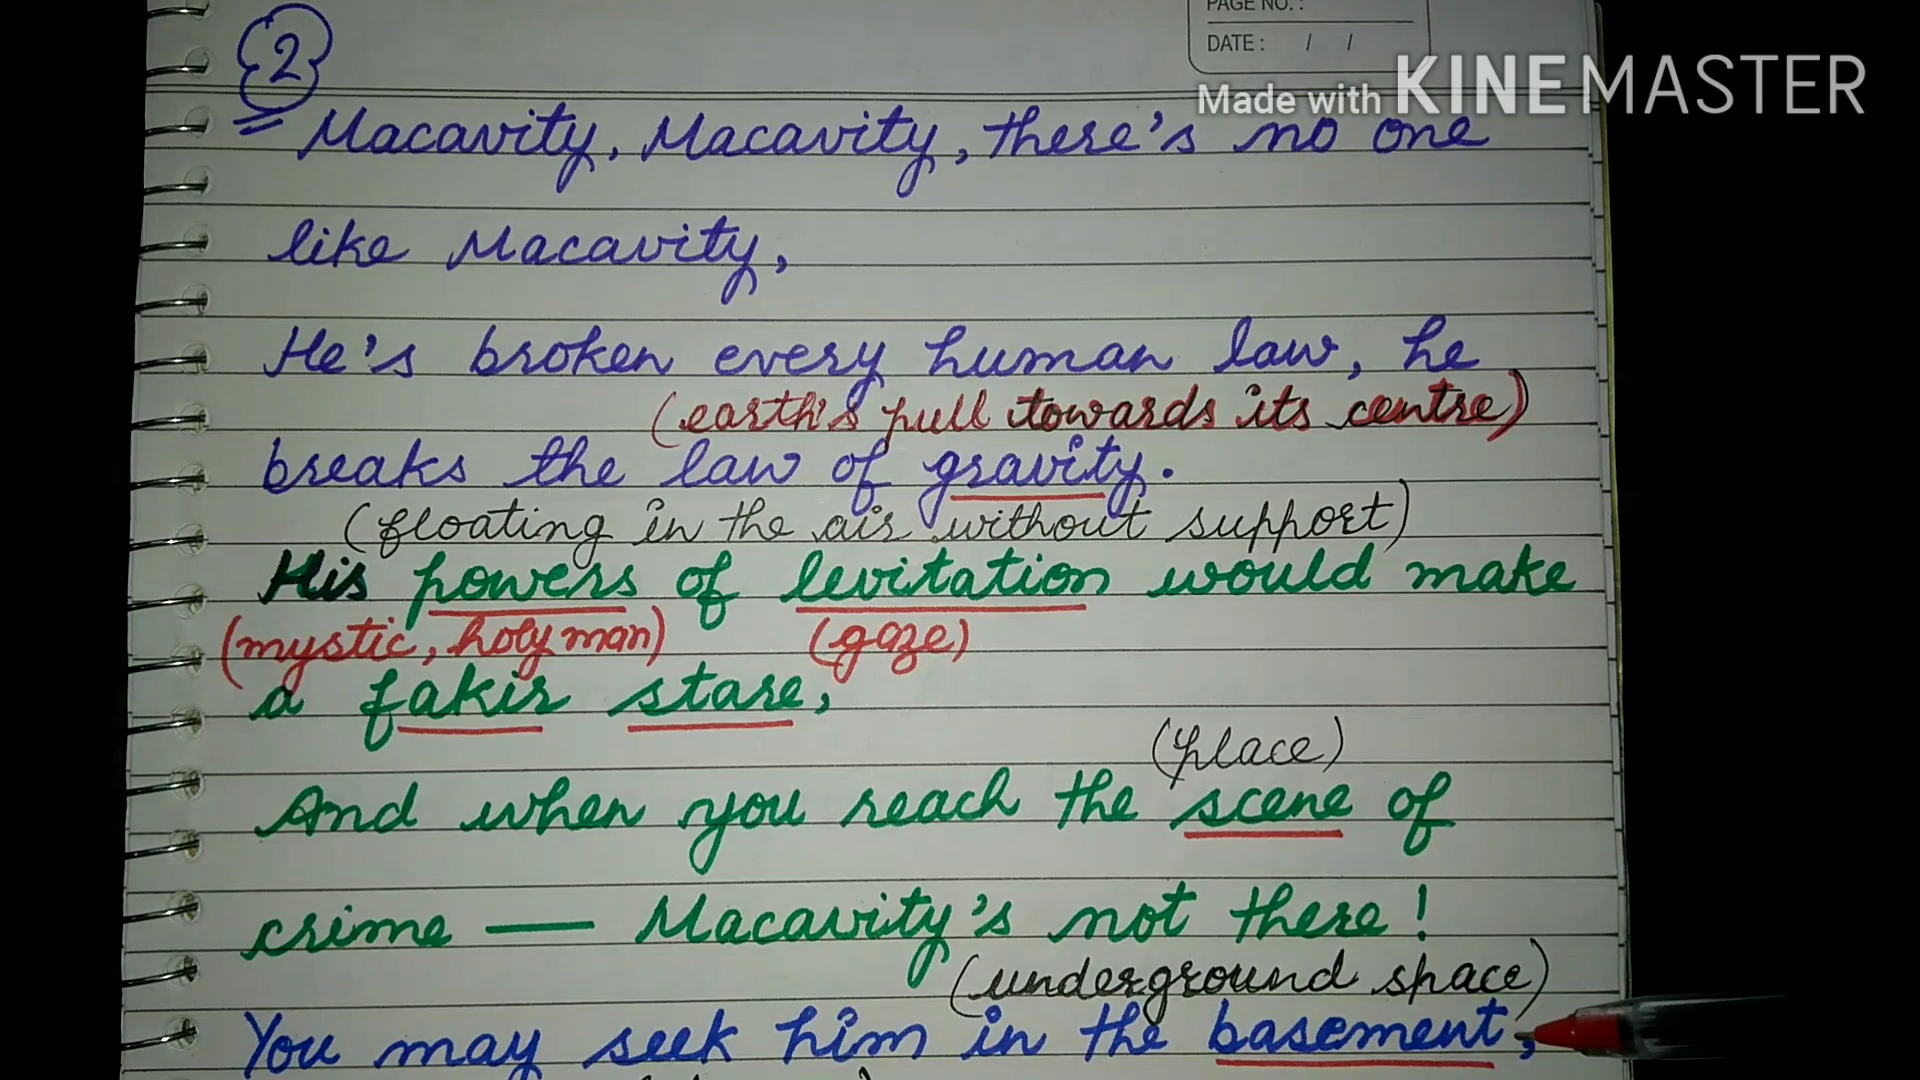 PAGE NO. :
DATE : / /
Made with KINEMASTER
2
Macavity, Macavity, there's no one
like Macavity,
He's broken every human law, he
(earth's pull towards its centre)
breaks the law of gravity.
(floating in the air without support)
His powers of levitation would make
(mystic, holy man) (gaze)
a fakir stare,
(place)
And when you reach the scene of
crime — Macavity's not there!
(underground space)
You may seek him in the basement,